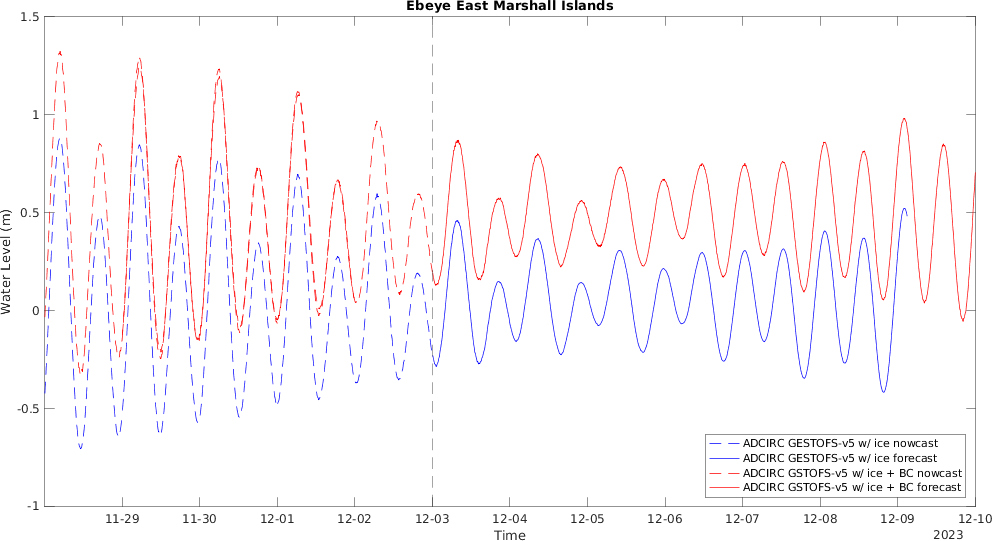 Ebeye East Marshall Islands
1.5
1
0.5
0
-0.5
-1
Water Level (m)
ADCIRC GESTOFS-v5 w/ ice nowcast
ADCIRC GESTOFS-v5 w/ ice forecast
ADCIRC GSTOFS-v5 w/ ice + BC nowcast
ADCIRC GSTOFS-v5 w/ ice + BC forecast
11-29 11-30 12-01 12-02 12-03 12-04 12-05 12-06 12-07 12-08 12-09 12-10
Time
2023